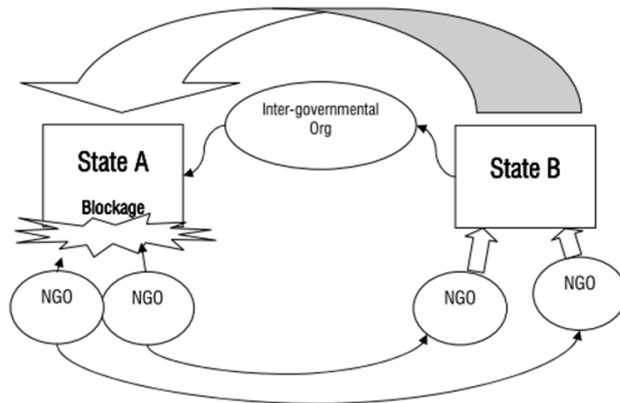 Inter-governmental
Org
State A
State B
Blockage
NGO
NGO
NGO
NGO